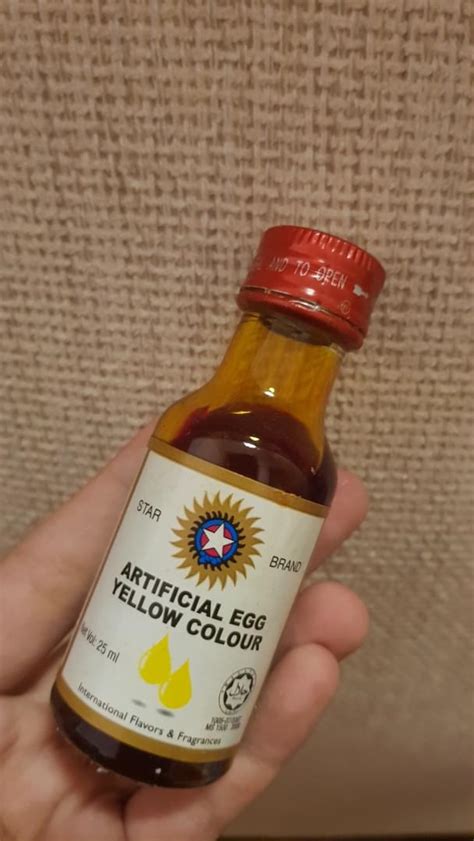 AND TO OPEN
STAR
BRAND
ARTIFICIAL EGG
YELLOW COLOUR
Net Vol: 25 ml
International Flavors & Fragrances